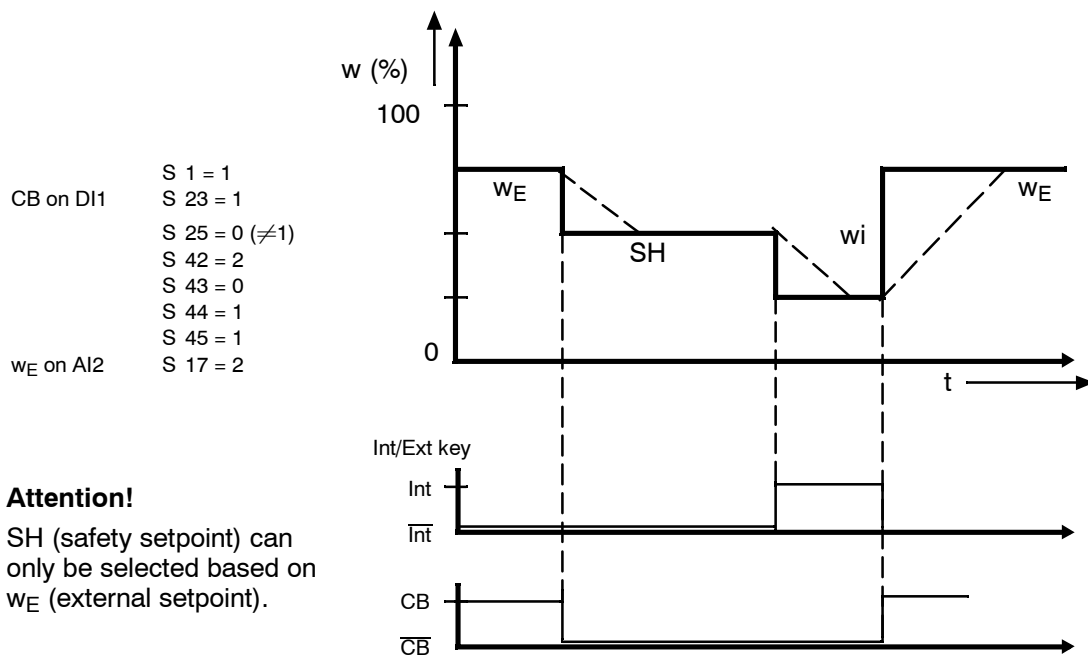 w (%)
100
S 1 = 1
CB on DI1 S 23 = 1
S 25 = 0 (≠1)
S 42 = 2
S 43 = 0
S 44 = 1
S 45 = 1
wE on AI2 S 17 = 2
wE
SH
wi
wE
0
t
Int/Ext key
Int
I̅n̅t̅
Attention!
SH (safety setpoint) can
only be selected based on
wE (external setpoint).
CB
C̅B̅